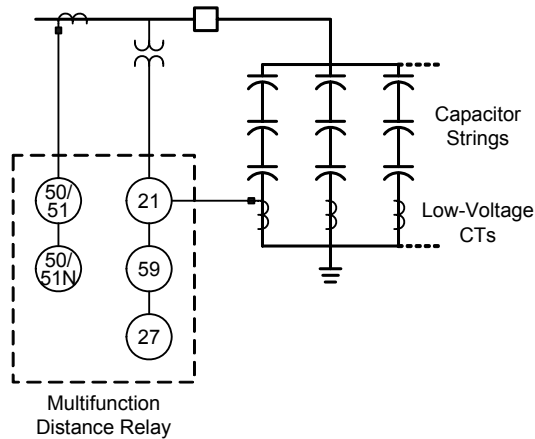 Capacitor
Strings
50/
51
21
Low-Voltage
CTs
50/
51N
59
27
Multifunction
Distance Relay